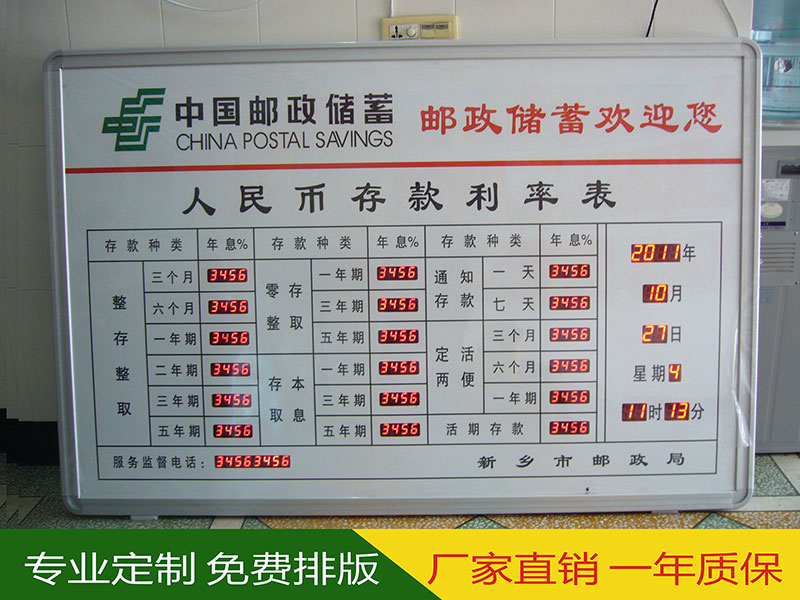 中国邮政储蓄
CHINA POSTAL SAVINGS
邮政储蓄欢迎您
人民币存款利率表
存款种类 年息% 存款种类 年息% 存款种类 年息%
整存整取
三个月 3456
六个月 3456
一年期 3456
二年期 3456
三年期 3456
五年期 3456
零存整取
一年期 3456
三年期 3456
五年期 3456
存本取息
一年期 3456
三年期 3456
五年期 3456
通知存款
一天 3456
七天 3456
定活两便
三个月 3456
六个月 3456
一年期 3456
活期存款 3456
2011年
10月
27日
星期4
11时13分
服务监督电话：34563456
新乡市邮政局
专业定制 免费排版
厂家直销 一年质保